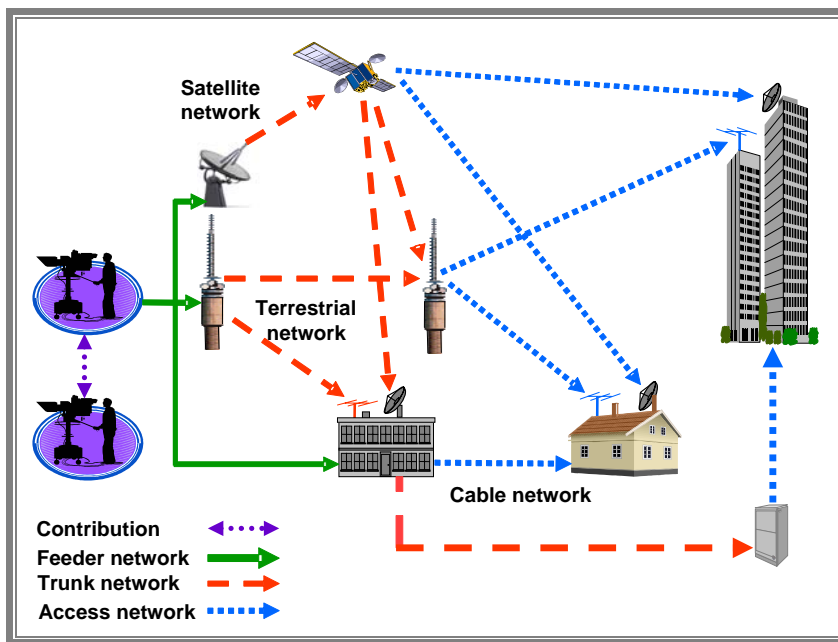 Satellite
network
Terrestrial
network
Cable network
Contribution
Feeder network
Trunk network
Access network